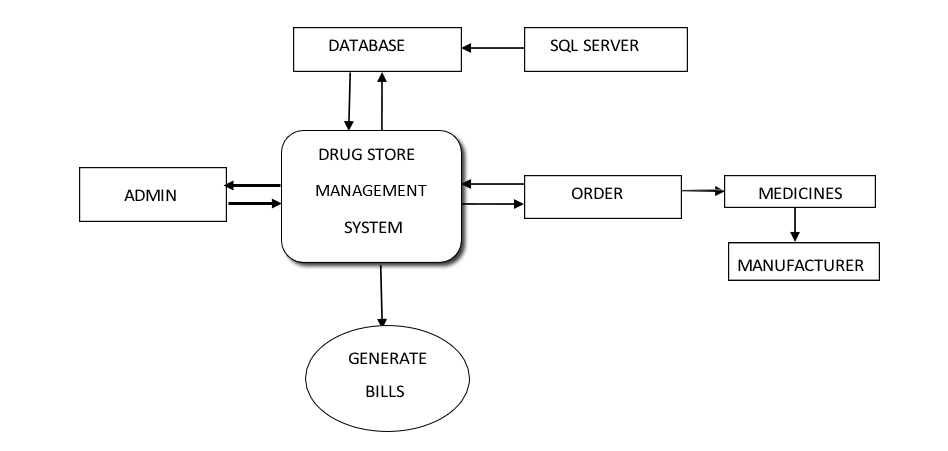 DATABASE
SQL SERVER
DRUG STORE
MANAGEMENT
SYSTEM
ADMIN
ORDER
MEDICINES
MANUFACTURER
GENERATE
BILLS